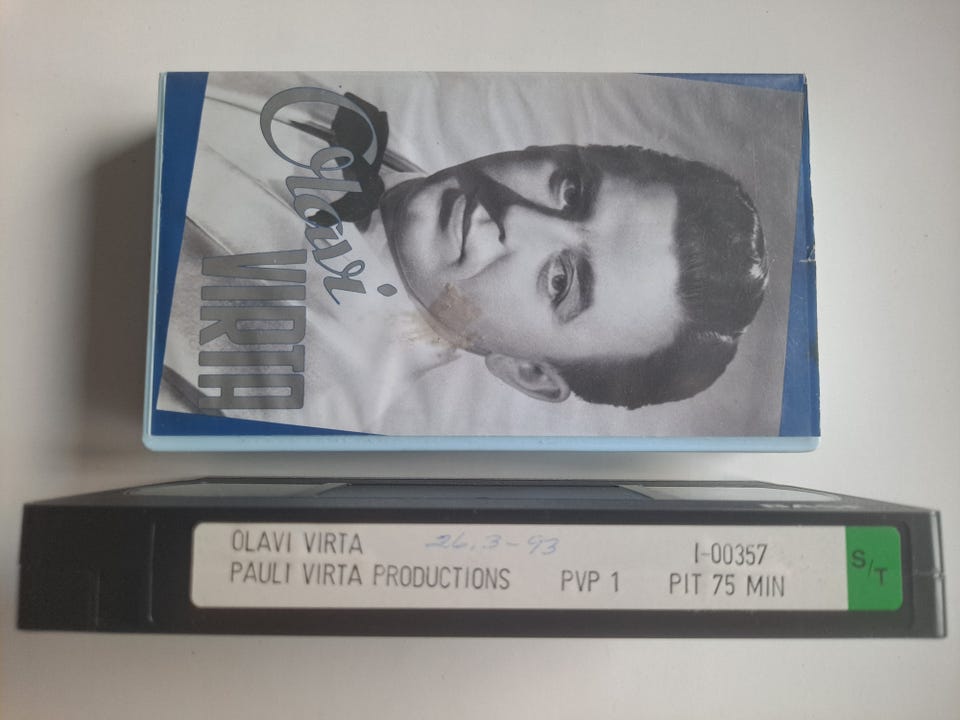 Olavi
VIRTA
OLAVI VIRTA 26.3-93 I-00357
PAULI VIRTA PRODUCTIONS PVP 1 PIT 75 MIN
S/T